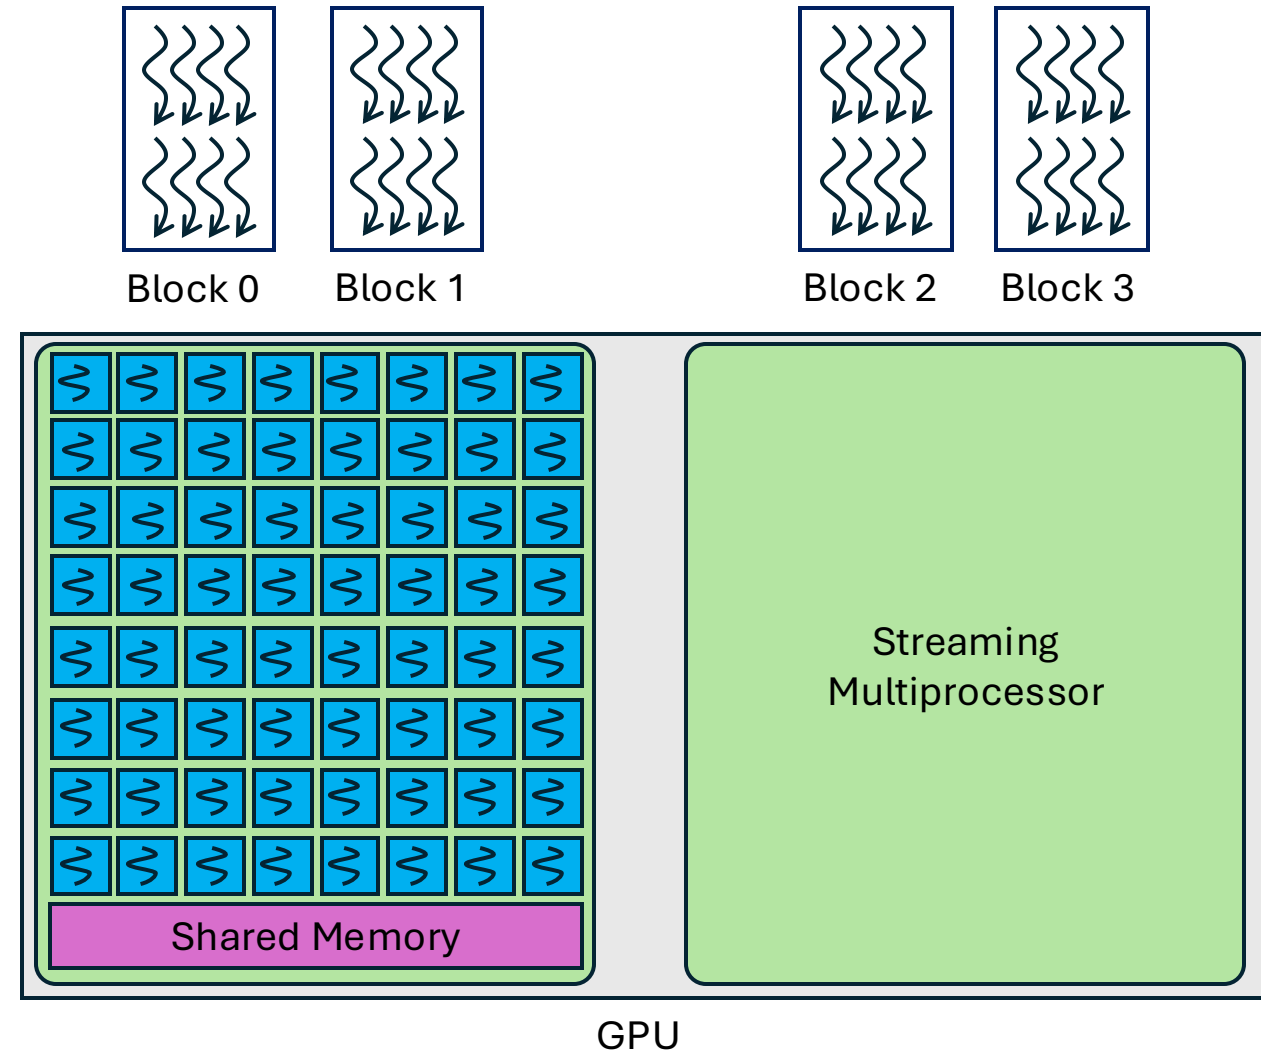 Block 0
Block 1
Block 2
Block 3
Streaming
Multiprocessor
Shared Memory
GPU